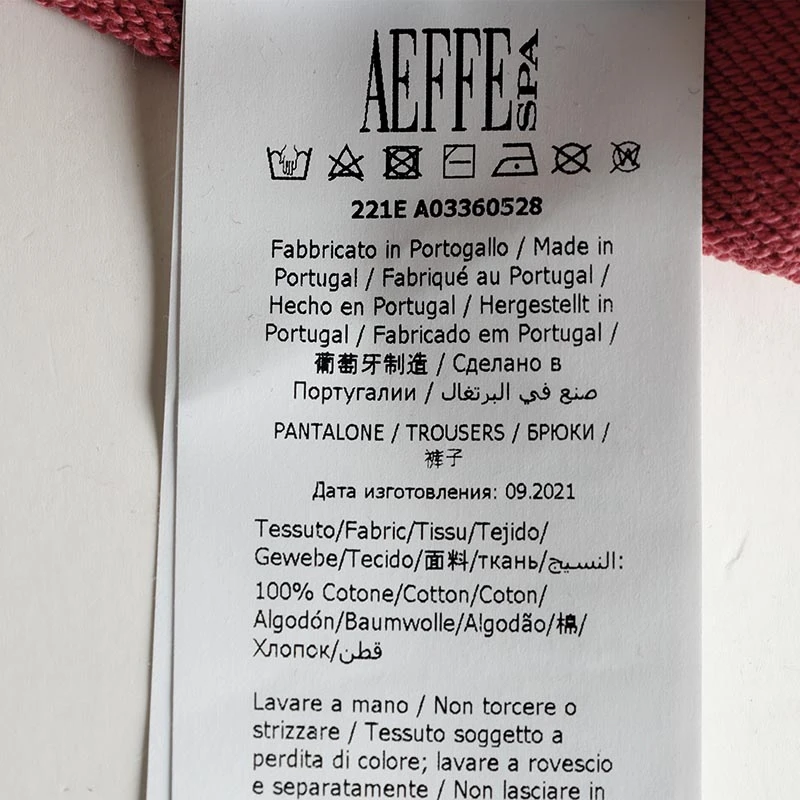 AEFFE SPA
221E A03360528
Fabbricato in Portogallo / Made in
Portugal / Fabriqué au Portugal /
Hecho en Portugal / Hergestellt in
Portugal / Fabricado em Portugal /
葡萄牙制造 / Сделано в
Португалии / صنع في البرتغال
PANTALONE / TROUSERS / БРЮКИ /
裤子
Дата изготовления: 09.2021
Tessuto/Fabric/Tissu/Tejido/
Gewebe/Tecido/面料/ткань/النسيج:
100% Cotone/Cotton/Coton/
Algodón/Baumwolle/Algodão/棉/
Хлопок/قطن
Lavare a mano / Non torcere o
strizzare / Tessuto soggetto a
perdita di colore; lavare a rovescio
e separatamente / Non lasciare in